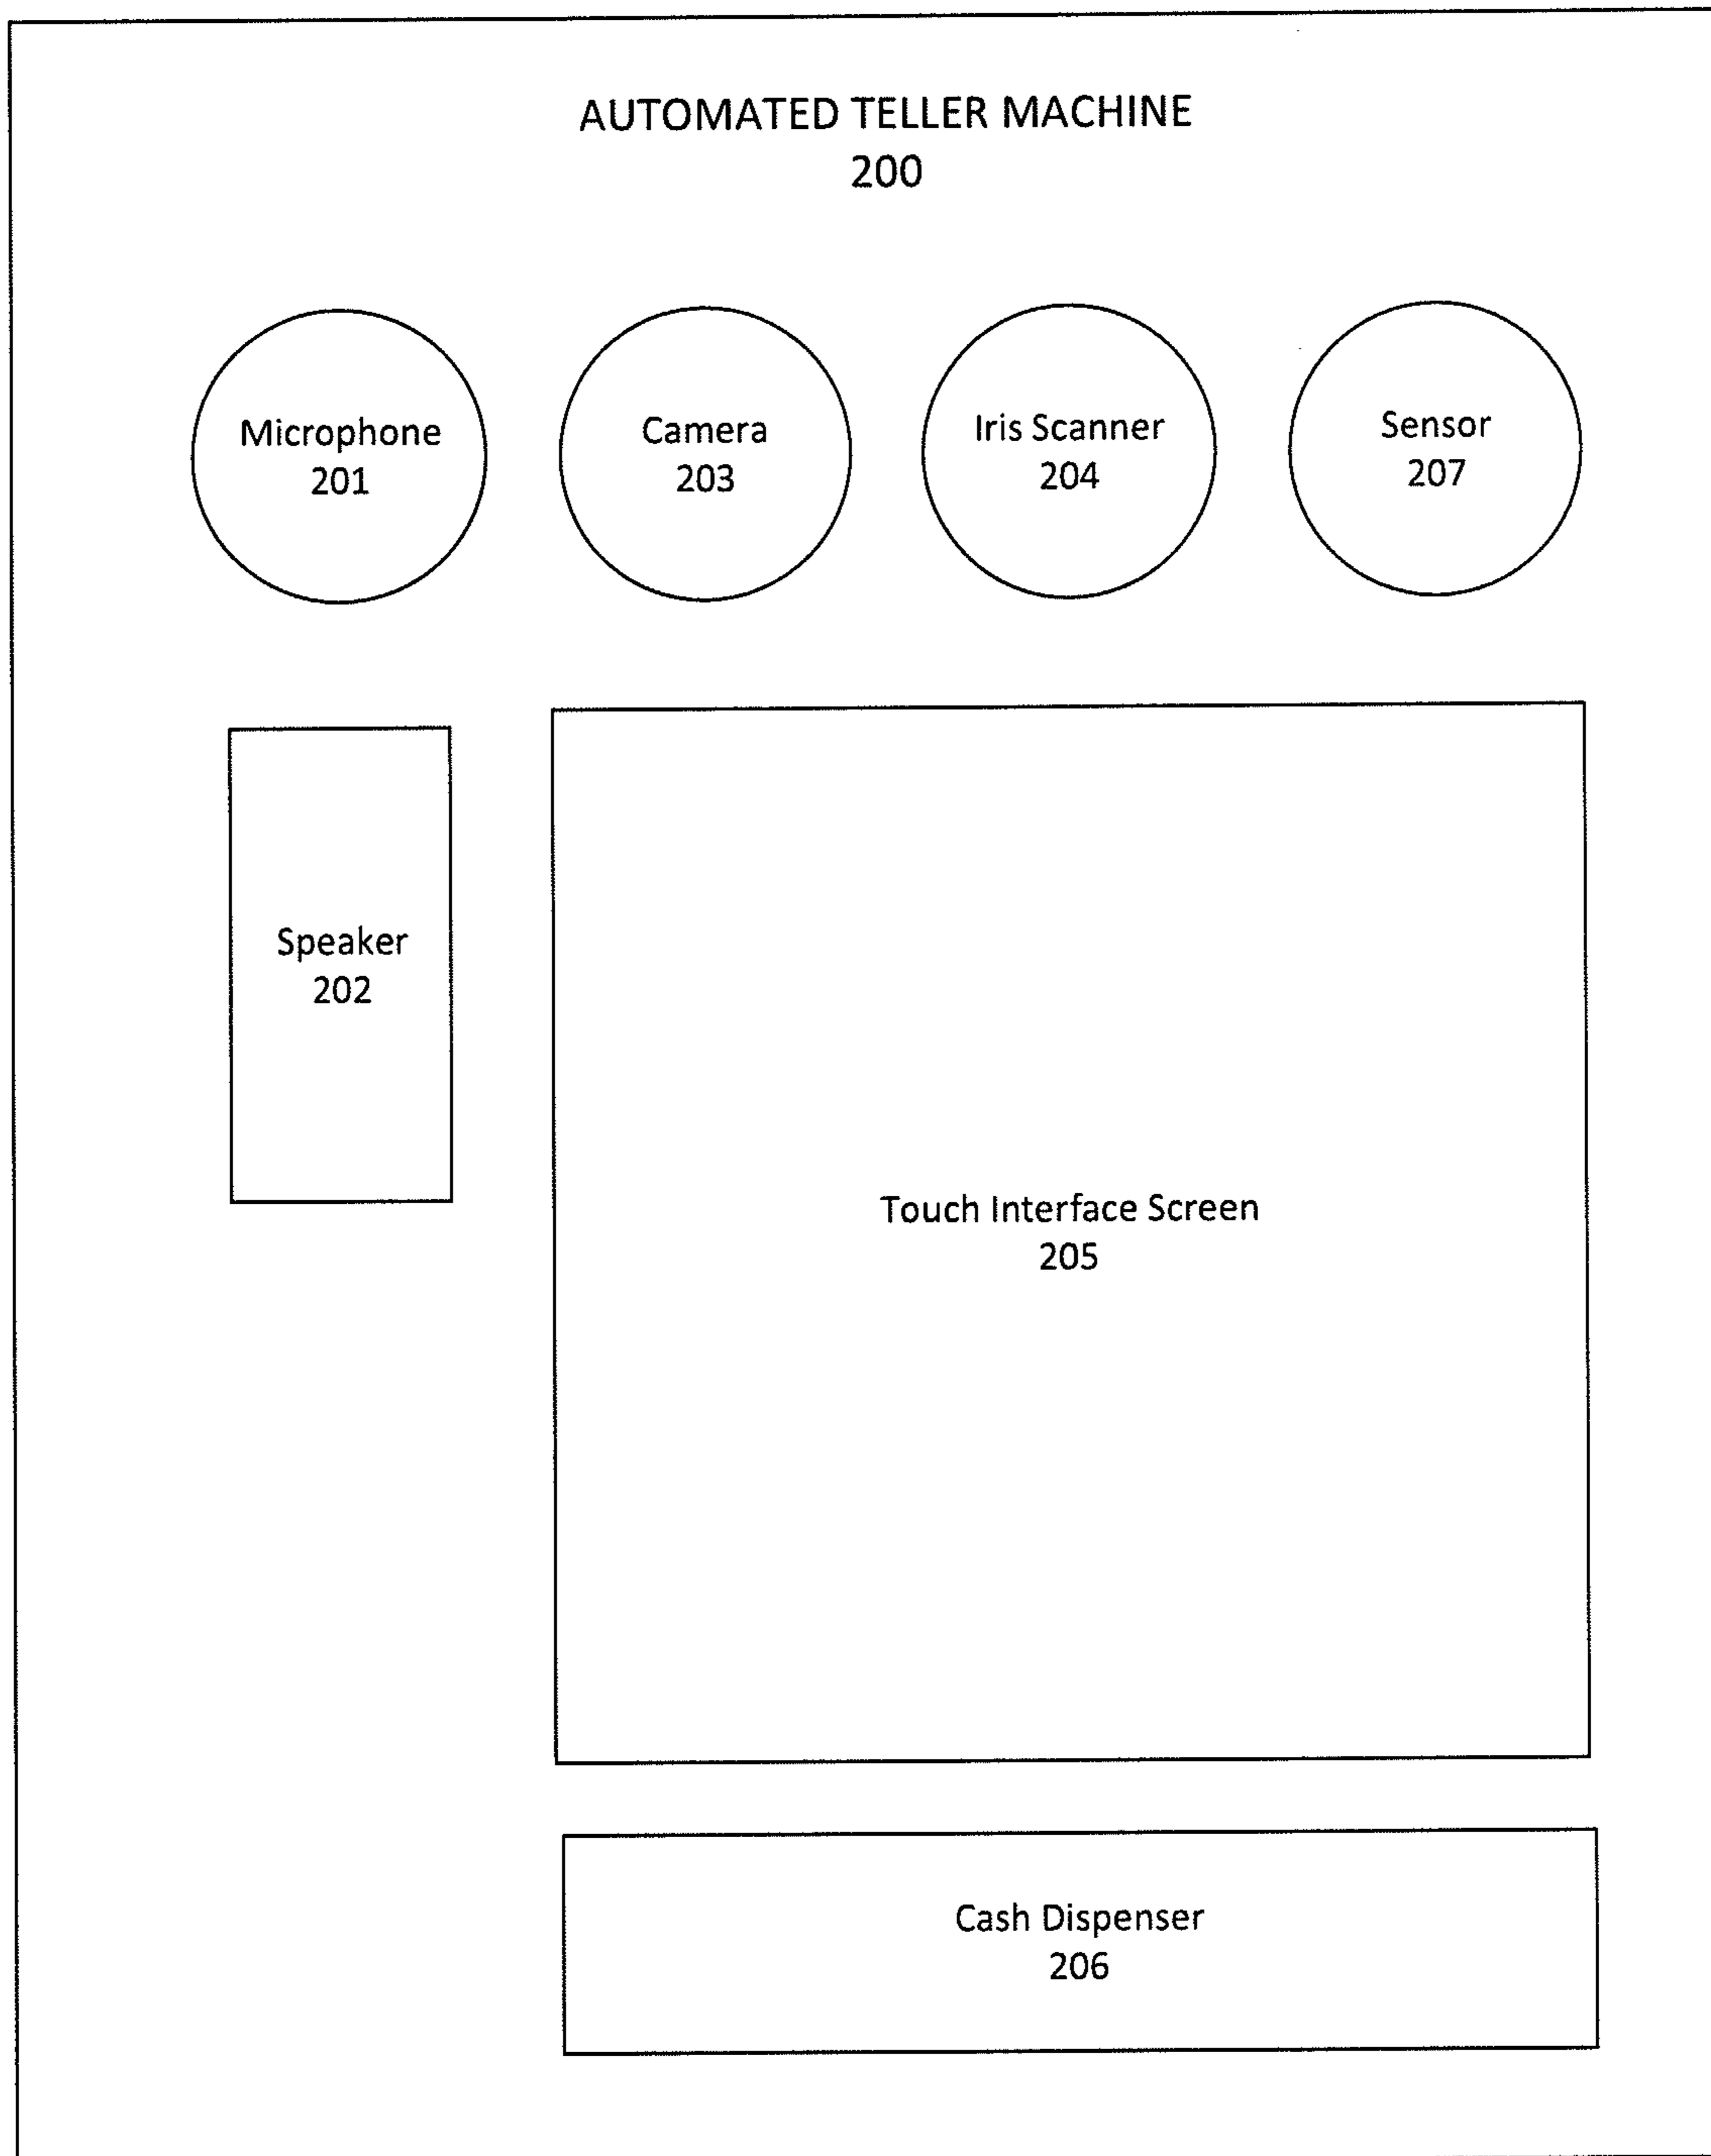 AUTOMATED TELLER MACHINE
200
Microphone
201
Camera
203
Iris Scanner
204
Sensor
207
Speaker
202
Touch Interface Screen
205
Cash Dispenser
206